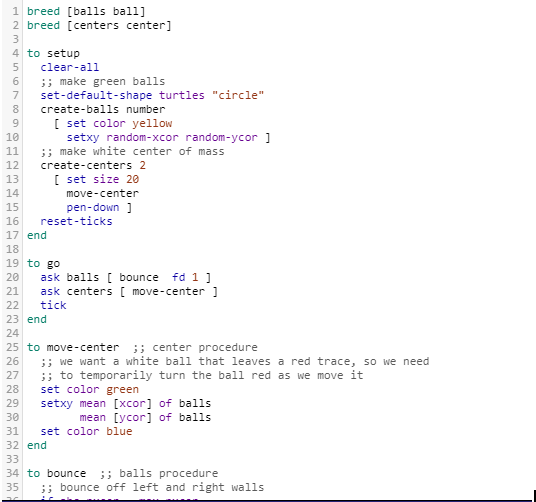 1 breed [balls ball]
2 breed [centers center]
3
4 to setup
5 clear-all
6 ;; make green balls
7 set-default-shape turtles "circle"
8 create-balls number
9 [ set color yellow
10 setxy random-xcor random-ycor ]
11 ;; make white center of mass
12 create-centers 2
13 [ set size 20
14 move-center
15 pen-down ]
16 reset-ticks
17 end
18
19 to go
20 ask balls [ bounce fd 1 ]
21 ask centers [ move-center ]
22 tick
23 end
24
25 to move-center ;; center procedure
26 ;; we want a white ball that leaves a red trace, so we need
27 ;; to temporarily turn the ball red as we move it
28 set color green
29 setxy mean [xcor] of balls
30 mean [ycor] of balls
31 set color blue
32 end
33
34 to bounce ;; balls procedure
35 ;; bounce off left and right walls